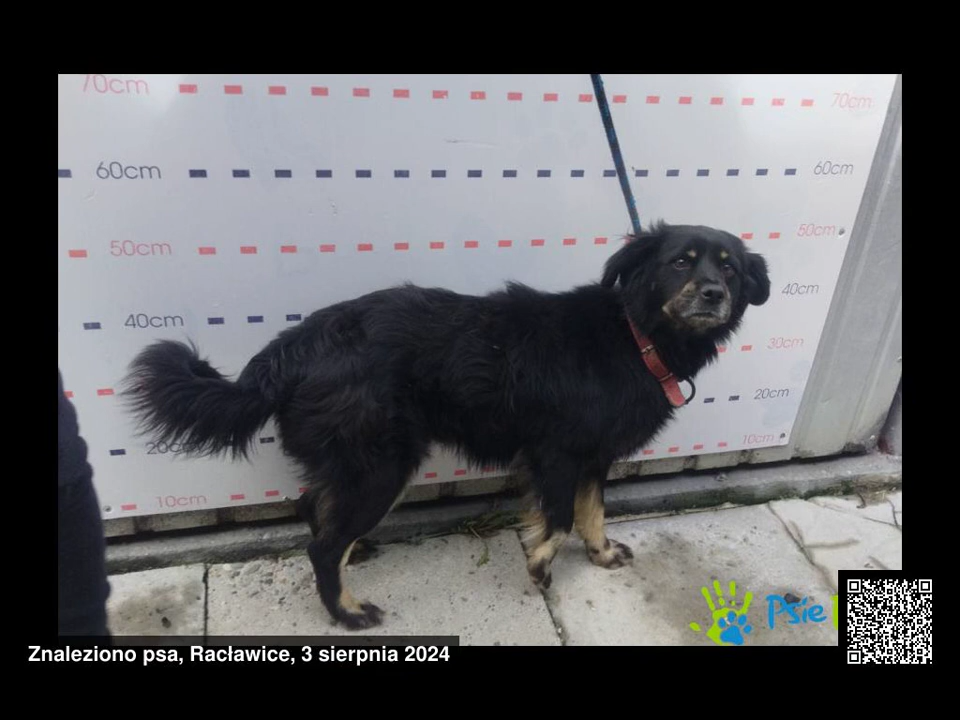 70cm 70cm
60cm 60cm
50cm 50cm
40cm 40cm
30cm
20cm 20cm
10cm 10cm
Psie
Znaleziono psa, Racławice, 3 sierpnia 2024